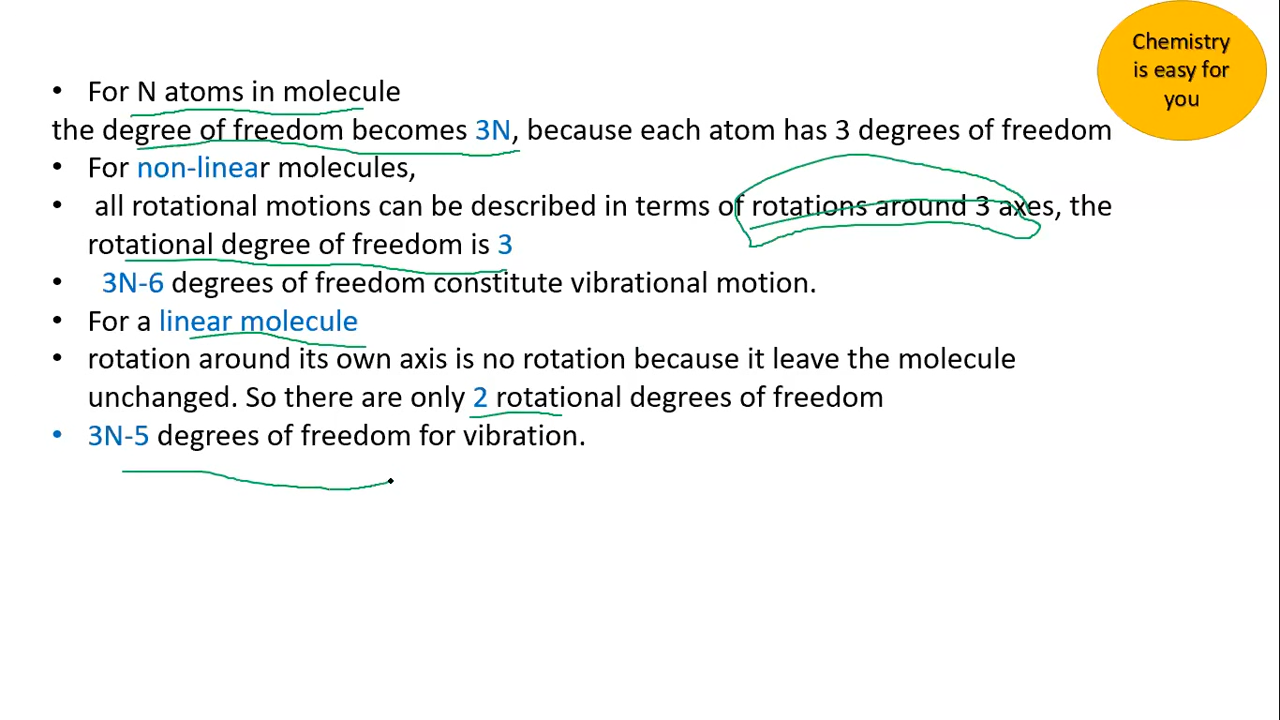 Chemistry
is easy for
you
• For N atoms in molecule
the degree of freedom becomes 3N, because each atom has 3 degrees of freedom
• For non-linear molecules,
• all rotational motions can be described in terms of rotations around 3 axes, the
rotational degree of freedom is 3
• 3N-6 degrees of freedom constitute vibrational motion.
• For a linear molecule
• rotation around its own axis is no rotation because it leave the molecule
unchanged. So there are only 2 rotational degrees of freedom
• 3N-5 degrees of freedom for vibration.